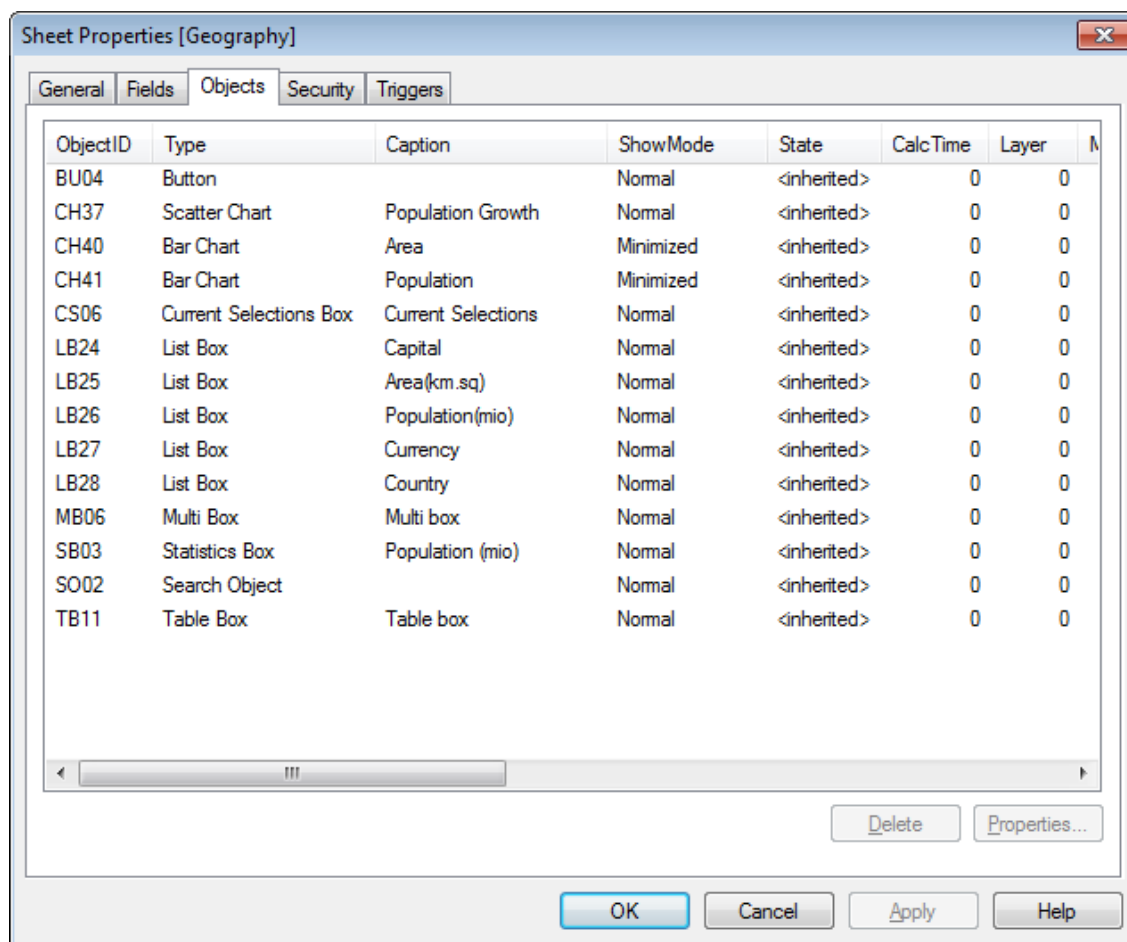 Sheet Properties [Geography]
General Fields Objects Security Triggers
ObjectID Type Caption ShowMode State CalcTime Layer
BU04 Button Normal <inherited> 0 0
CH37 Scatter Chart Population Growth Normal <inherited> 0 0
CH40 Bar Chart Area Minimized <inherited> 0 0
CH41 Bar Chart Population Minimized <inherited> 0 0
CS06 Current Selections Box Current Selections Normal <inherited> 0 0
LB24 List Box Capital Normal <inherited> 0 0
LB25 List Box Area(km.sq) Normal <inherited> 0 0
LB26 List Box Population(mio) Normal <inherited> 0 0
LB27 List Box Currency Normal <inherited> 0 0
LB28 List Box Country Normal <inherited> 0 0
MB06 Multi Box Multi box Normal <inherited> 0 0
SB03 Statistics Box Population (mio) Normal <inherited> 0 0
SO02 Search Object Normal <inherited> 0 0
TB11 Table Box Table box Normal <inherited> 0 0
Delete Properties...
OK Cancel Apply Help